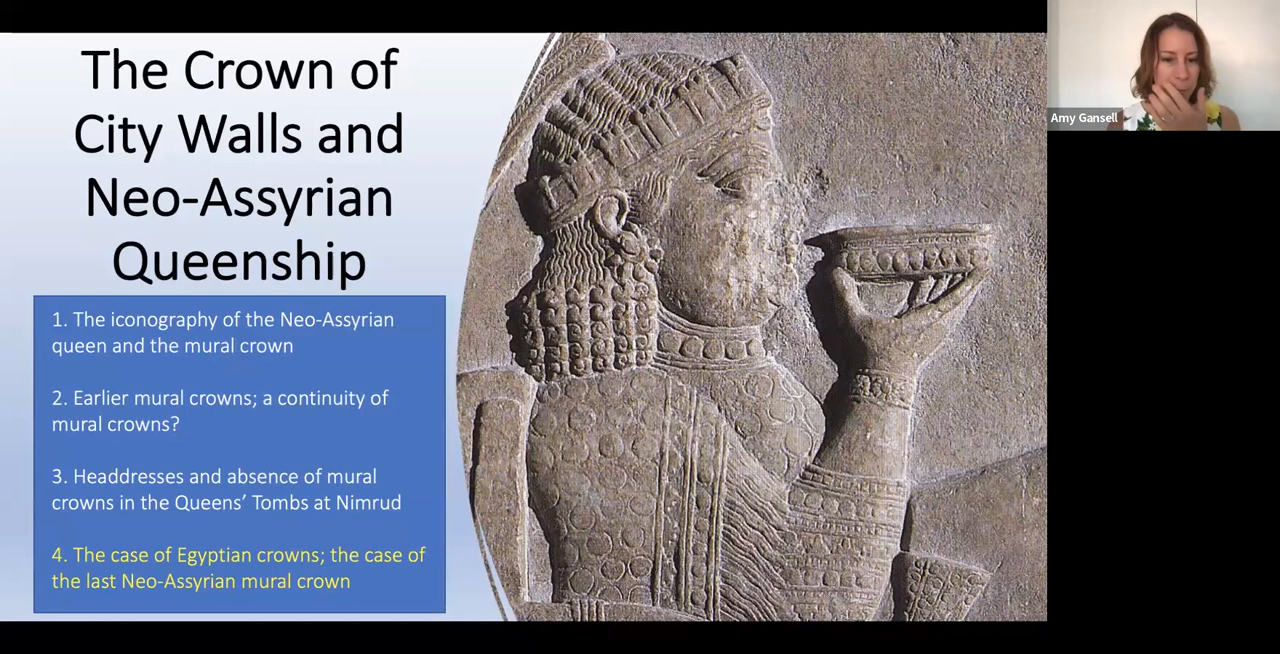 The Crown of
City Walls and
Neo-Assyrian
Queenship
1. The iconography of the Neo-Assyrian
queen and the mural crown
2. Earlier mural crowns; a continuity of
mural crowns?
3. Headdresses and absence of mural
crowns in the Queens’ Tombs at Nimrud
4. The case of Egyptian crowns; the case of
the last Neo-Assyrian mural crown
Amy Gansell